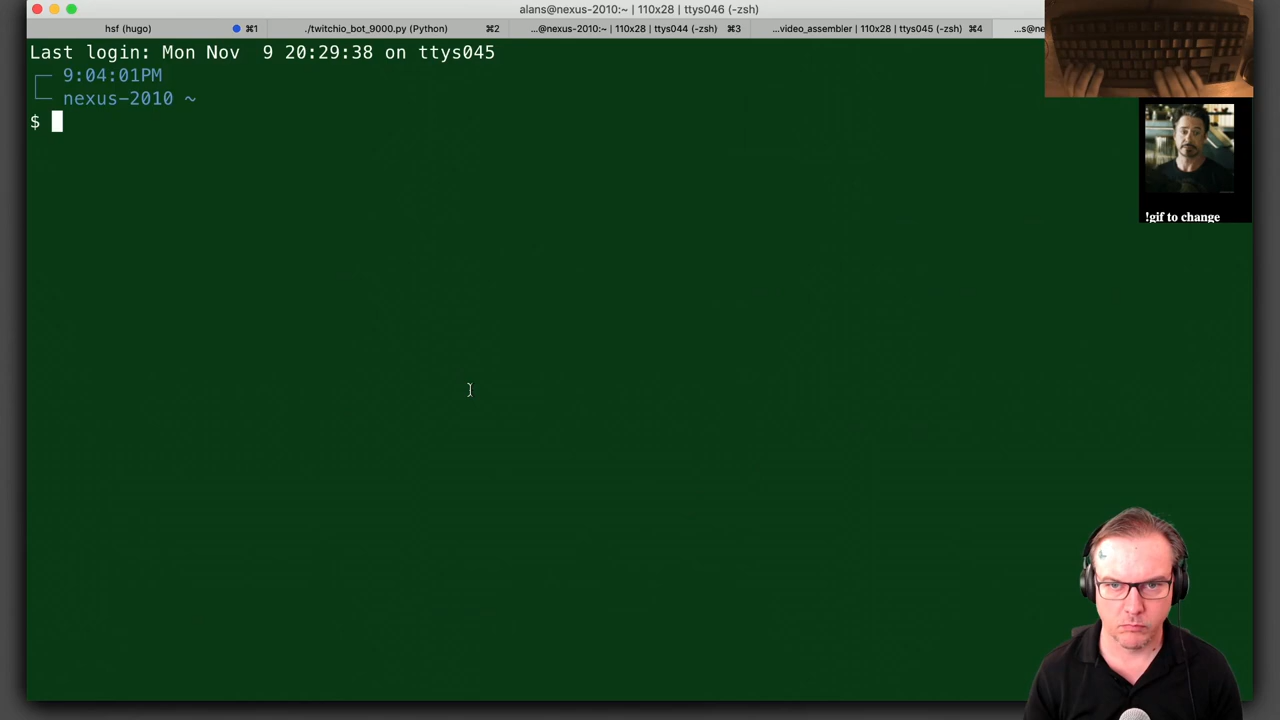 alans@nexus-2010:~ | 110x28 | ttys046 (-zsh)
hsf (hugo) ⌘1 ./twitchio_bot_9000.py (Python) ⌘2 ...@nexus-2010:~ | 110x28 | ttys044 (-zsh) ⌘3 ...video_assembler | 110x28 | ttys045 (-zsh) ⌘4 ...s@ne
Last login: Mon Nov  9 20:29:38 on ttys045
9:04:01PM
nexus-2010 ~
$
!gif to change